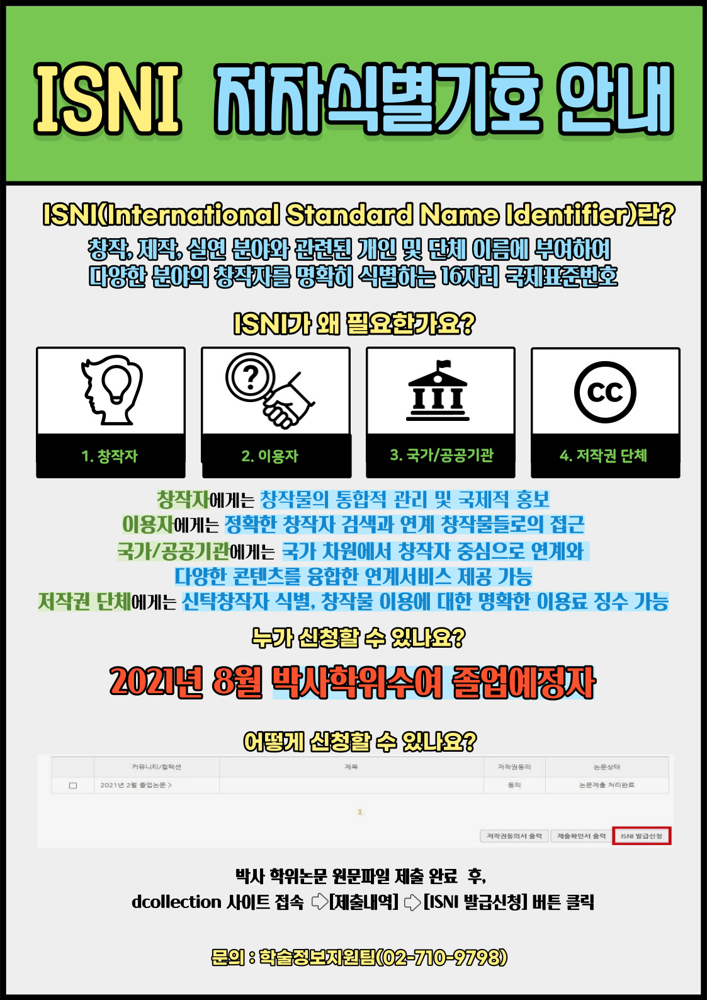 ISNI 저자식별기호 안내
ISNI(International Standard Name Identifier)란?
창작, 제작, 실연 분야와 관련된 개인 및 단체 이름에 부여하여
다양한 분야의 창작자를 명확히 식별하는 16자리 국제표준번호
ISNI가 왜 필요한가요?
?
CC
1. 창작자
2. 이용자
3. 국가/공공기관
4. 저작권 단체
창작자에게는 창작물의 통합적 관리 및 국제적 홍보
이용자에게는 정확한 창작자 검색과 연계 창작물들로의 접근
국가/공공기관에게는 국가 차원에서 창작자 중심으로 연계와
다양한 콘텐츠를 융합한 연계서비스 제공 가능
저작권 단체에게는 신탁창작자 식별, 창작물 이용에 대한 명확한 이용료 징수 가능
누가 신청할 수 있나요?
2021년 8월 박사학위수여 졸업예정자
어떻게 신청할 수 있나요?
커뮤니티/컬렉션 제목 저작권동의 논문상태
2021년 2월 졸업논문 > 동의 논문제출 처리완료
1
저작권동의서 출력 제출확인서 출력 ISNI 발급신청
박사 학위논문 원문파일 제출 완료 후,
dcollection 사이트 접속 ⇨[제출내역] ⇨[ISNI 발급신청] 버튼 클릭
문의 : 학술정보지원팀(02-710-9798)